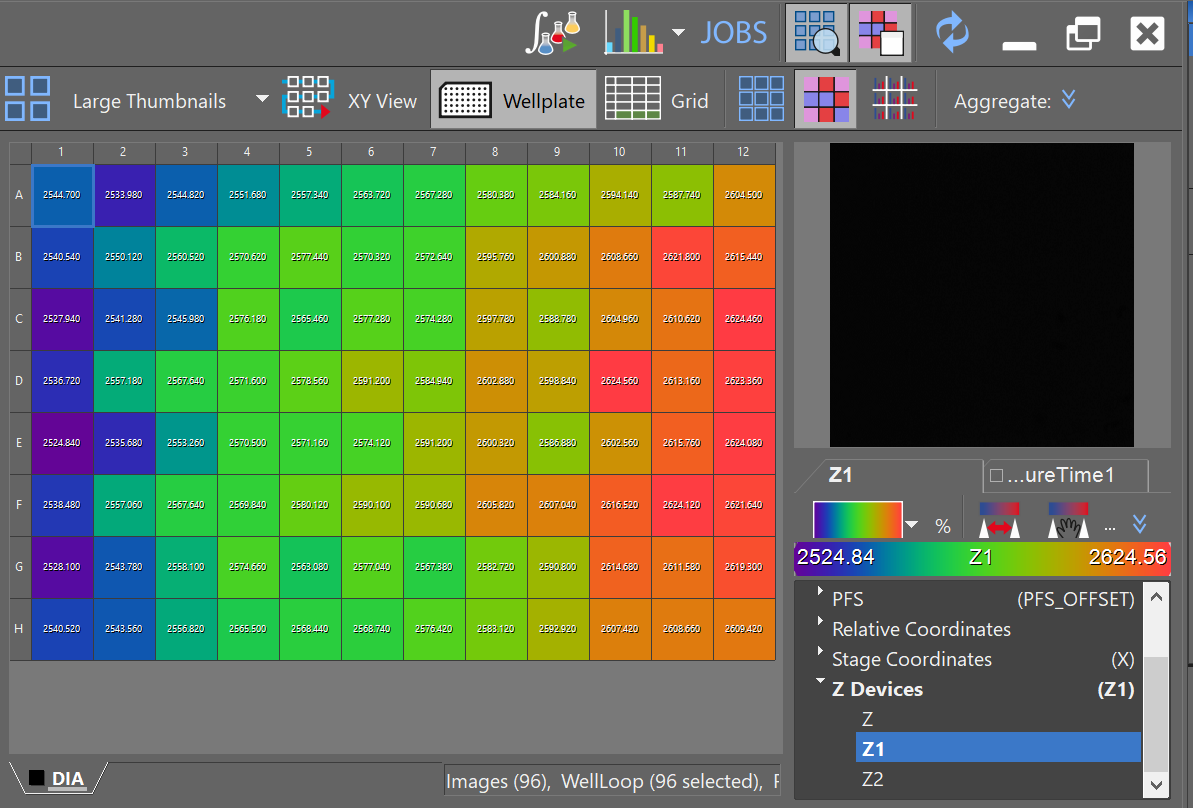 JOBS
Large Thumbnails XY View Wellplate Grid Aggregate:
1 2 3 4 5 6 7 8 9 10 11 12
A 2544.700 2533.980 2544.820 2551.680 2557.340 2563.720 2567.280 2580.380 2584.160 2594.140 2587.740 2604.500
B 2540.540 2550.120 2560.520 2570.620 2577.440 2570.320 2572.640 2595.760 2600.880 2608.660 2621.800 2615.440
C 2527.940 2541.280 2545.980 2576.180 2565.460 2577.280 2574.280 2597.780 2588.780 2604.960 2610.620 2624.460
D 2536.720 2557.180 2567.640 2571.600 2578.560 2591.200 2584.940 2602.880 2598.840 2624.560 2613.160 2623.360
E 2524.840 2535.680 2553.260 2570.500 2571.160 2574.120 2591.200 2600.320 2586.880 2602.560 2615.760 2624.080
F 2538.480 2557.060 2567.640 2569.840 2580.120 2590.100 2590.680 2605.820 2607.040 2616.520 2624.120 2621.640
G 2528.100 2543.780 2558.100 2574.660 2563.080 2577.040 2567.380 2582.720 2590.800 2614.680 2611.580 2619.300
H 2540.520 2543.560 2556.820 2565.500 2568.440 2568.740 2576.420 2583.120 2592.920 2607.420 2608.660 2609.420
Z1 ...ureTime1
% ...
2524.84 Z1 2624.56
PFS (PFS_OFFSET)
Relative Coordinates
Stage Coordinates (X)
Z Devices (Z1)
Z
Z1
Z2
DIA Images (96), WellLoop (96 selected),